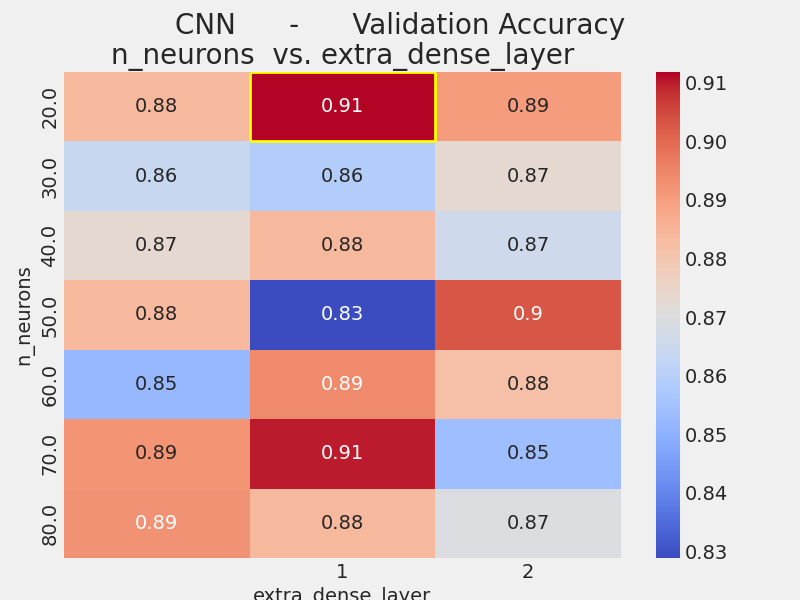 CNN - Validation Accuracy
n_neurons vs. extra_dense_layer
n_neurons
20.0 0.88 0.91 0.89
30.0 0.86 0.86 0.87
40.0 0.87 0.88 0.87
50.0 0.88 0.83 0.9
60.0 0.85 0.89 0.88
70.0 0.89 0.91 0.85
80.0 0.89 0.88 0.87
1 2
extra_dense_layer
0.91
0.90
0.89
0.88
0.87
0.86
0.85
0.84
0.83